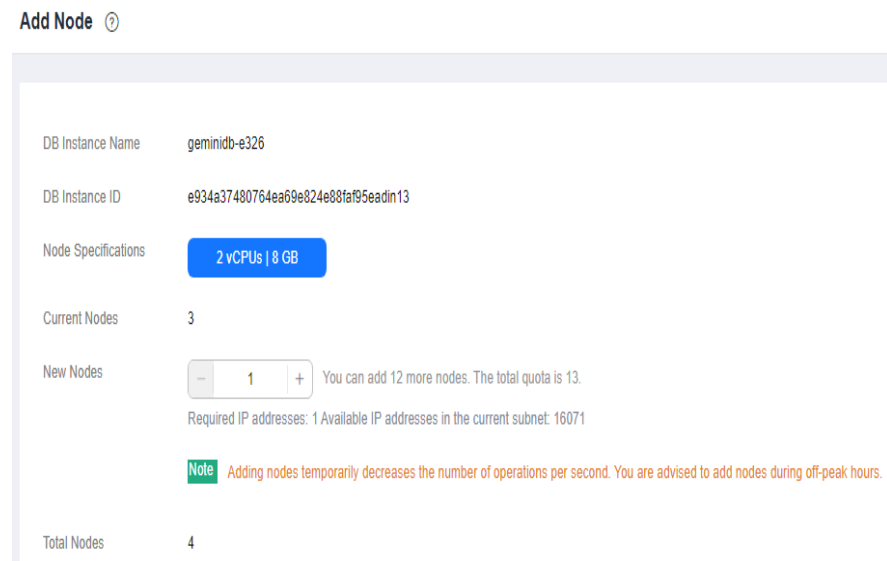 Add Node ?
DB Instance Name geminidb-e326
DB Instance ID e934a37480764ea69e824e88faf95eadin13
Node Specifications 2 vCPUs | 8 GB
Current Nodes 3
New Nodes − 1 + You can add 12 more nodes. The total quota is 13.
Required IP addresses: 1 Available IP addresses in the current subnet: 16071
Note Adding nodes temporarily decreases the number of operations per second. You are advised to add nodes during off-peak hours.
Total Nodes 4